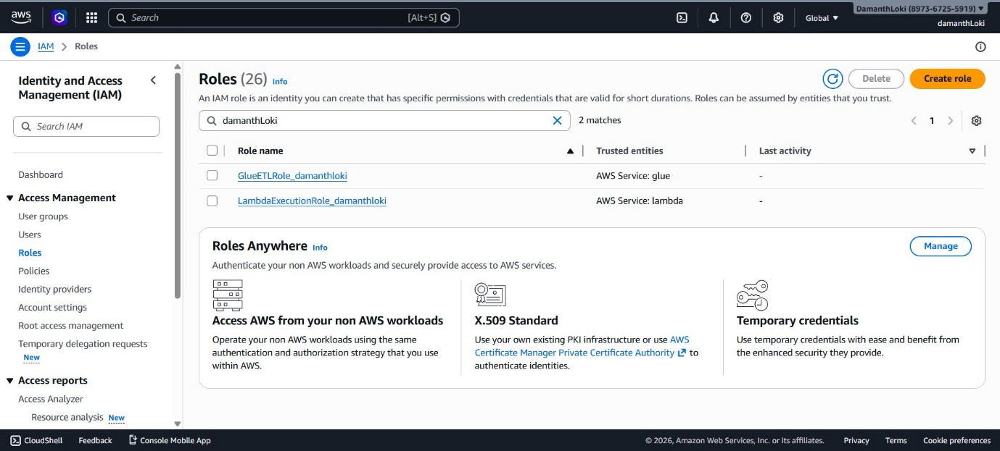 aws
Search [Alt+S]
Global
DamanthLoki (8973-6725-5919)
damanthLoki
IAM > Roles
Identity and Access Management (IAM)
Search IAM
Dashboard
Access Management
User groups
Users
Roles
Policies
Identity providers
Account settings
Root access management
Temporary delegation requests
New
Access reports
Access Analyzer
Resource analysis New
Roles (26) Info
Delete
Create role
An IAM role is an identity you can create that has specific permissions with credentials that are valid for short durations. Roles can be assumed by entities that you trust.
damanthLoki
2 matches
1
Role name Trusted entities Last activity
GlueETLRole_damanthloki AWS Service: glue -
LambdaExecutionRole_damanthloki AWS Service: lambda -
Roles Anywhere Info
Manage
Authenticate your non AWS workloads and securely provide access to AWS services.
Access AWS from your non AWS workloads
Operate your non AWS workloads using the same
authentication and authorization strategy that you use
within AWS.
X.509 Standard
Use your own existing PKI infrastructure or use AWS
Certificate Manager Private Certificate Authority to
authenticate identities.
Temporary credentials
Use temporary credentials with ease and benefit from
the enhanced security they provide.
CloudShell Feedback Console Mobile App © 2026, Amazon Web Services, Inc. or its affiliates. Privacy Terms Cookie preferences